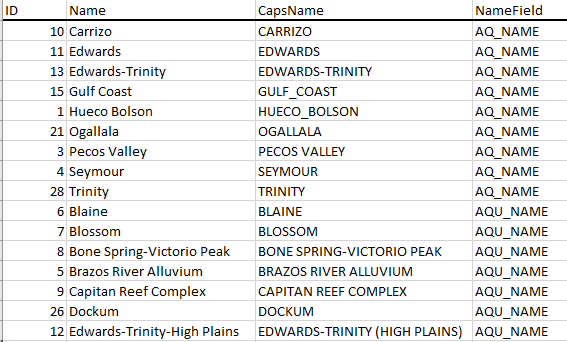 ID Name CapsName NameField
10 Carrizo CARRIZO AQ_NAME
11 Edwards EDWARDS AQ_NAME
13 Edwards-Trinity EDWARDS-TRINITY AQ_NAME
15 Gulf Coast GULF_COAST AQ_NAME
1 Hueco Bolson HUECO_BOLSON AQ_NAME
21 Ogallala OGALLALA AQ_NAME
3 Pecos Valley PECOS VALLEY AQ_NAME
4 Seymour SEYMOUR AQ_NAME
28 Trinity TRINITY AQ_NAME
6 Blaine BLAINE AQU_NAME
7 Blossom BLOSSOM AQU_NAME
8 Bone Spring-Victorio Peak BONE SPRING-VICTORIO PEAK AQU_NAME
5 Brazos River Alluvium BRAZOS RIVER ALLUVIUM AQU_NAME
9 Capitan Reef Complex CAPITAN REEF COMPLEX AQU_NAME
26 Dockum DOCKUM AQU_NAME
12 Edwards-Trinity-High Plains EDWARDS-TRINITY (HIGH PLAINS) AQU_NAME